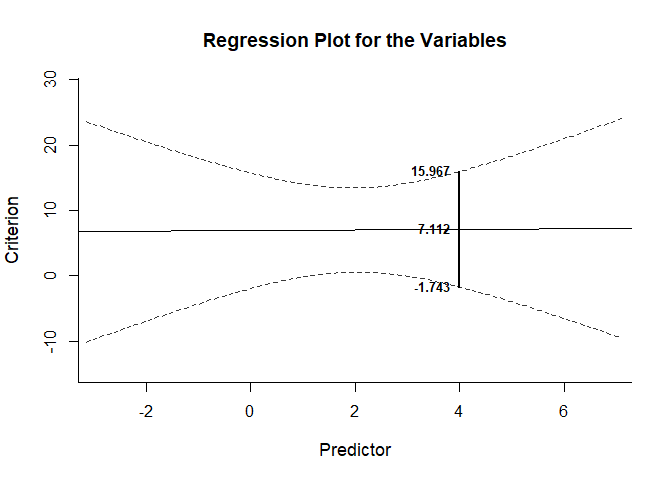 Regression Plot for the Variables
30
20
10
0
-10
Criterion
15.967
7.112
-1.743
-2 0 2 4 6
Predictor